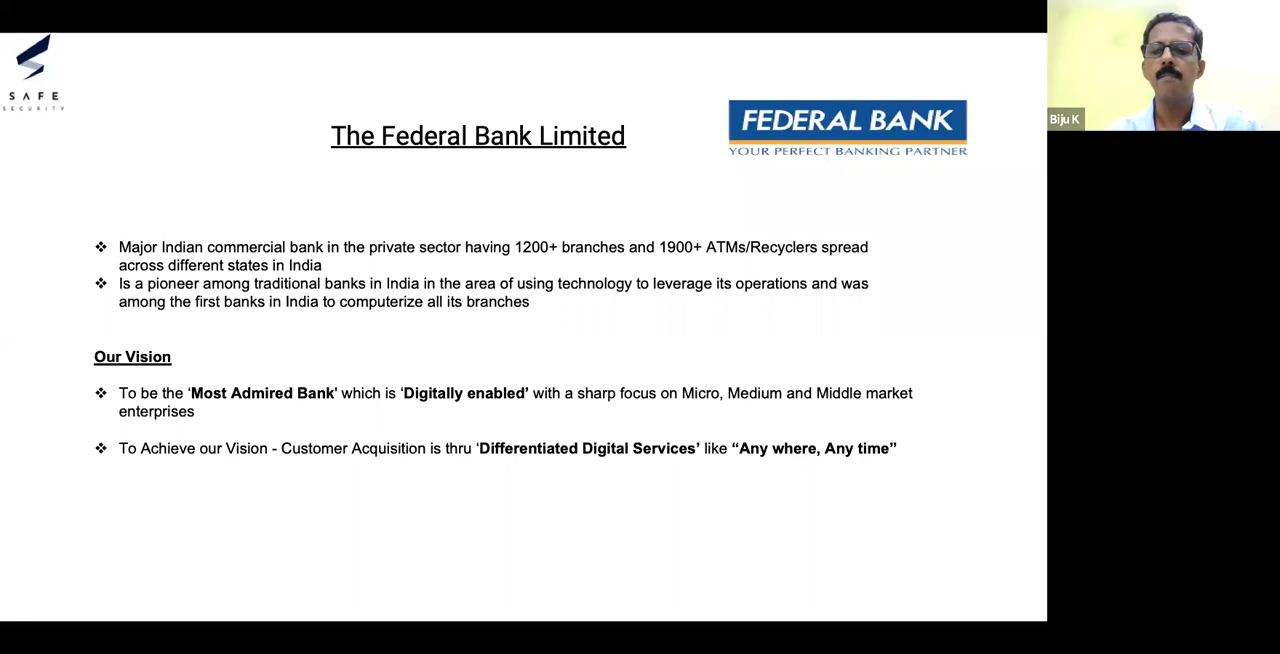 SAFE
SECURITY
The Federal Bank Limited
FEDERAL BANK
YOUR PERFECT BANKING PARTNER
Biju K
❖ Major Indian commercial bank in the private sector having 1200+ branches and 1900+ ATMs/Recyclers spread
across different states in India
❖ Is a pioneer among traditional banks in India in the area of using technology to leverage its operations and was
among the first banks in India to computerize all its branches
Our Vision
❖ To be the ‘Most Admired Bank' which is ‘Digitally enabled’ with a sharp focus on Micro, Medium and Middle market
enterprises
❖ To Achieve our Vision - Customer Acquisition is thru ‘Differentiated Digital Services’ like “Any where, Any time”